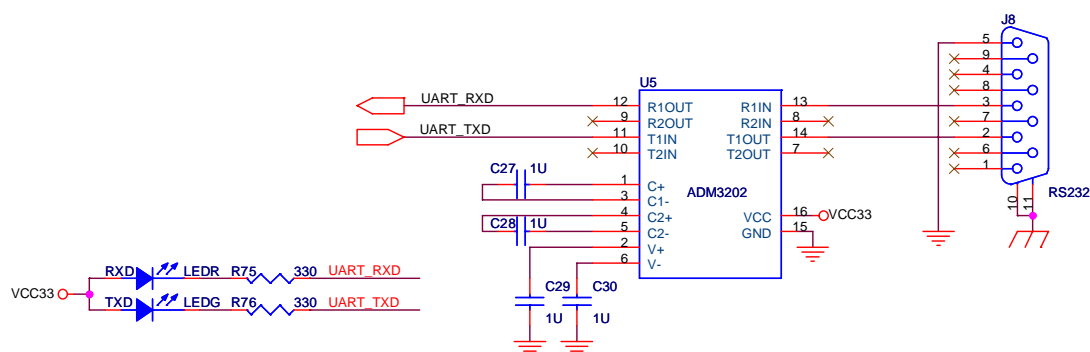 J8
5
9
4
8
3
7
2
6
1
10
11
RS232
U5
UART_RXD 12 R1OUT R1IN 13
9 R2OUT R2IN 8
UART_TXD 11 T1IN T1OUT 14
10 T2IN T2OUT 7
C27 1U 1 C+
ADM3202
3 C1-
4 C2+ VCC 16 VCC33
C28 1U 5 C2- GND 15
2 V+
6 V-
C29 1U
C30 1U
VCC33
RXD LEDR R75 330 UART_RXD
TXD LEDG R76 330 UART_TXD